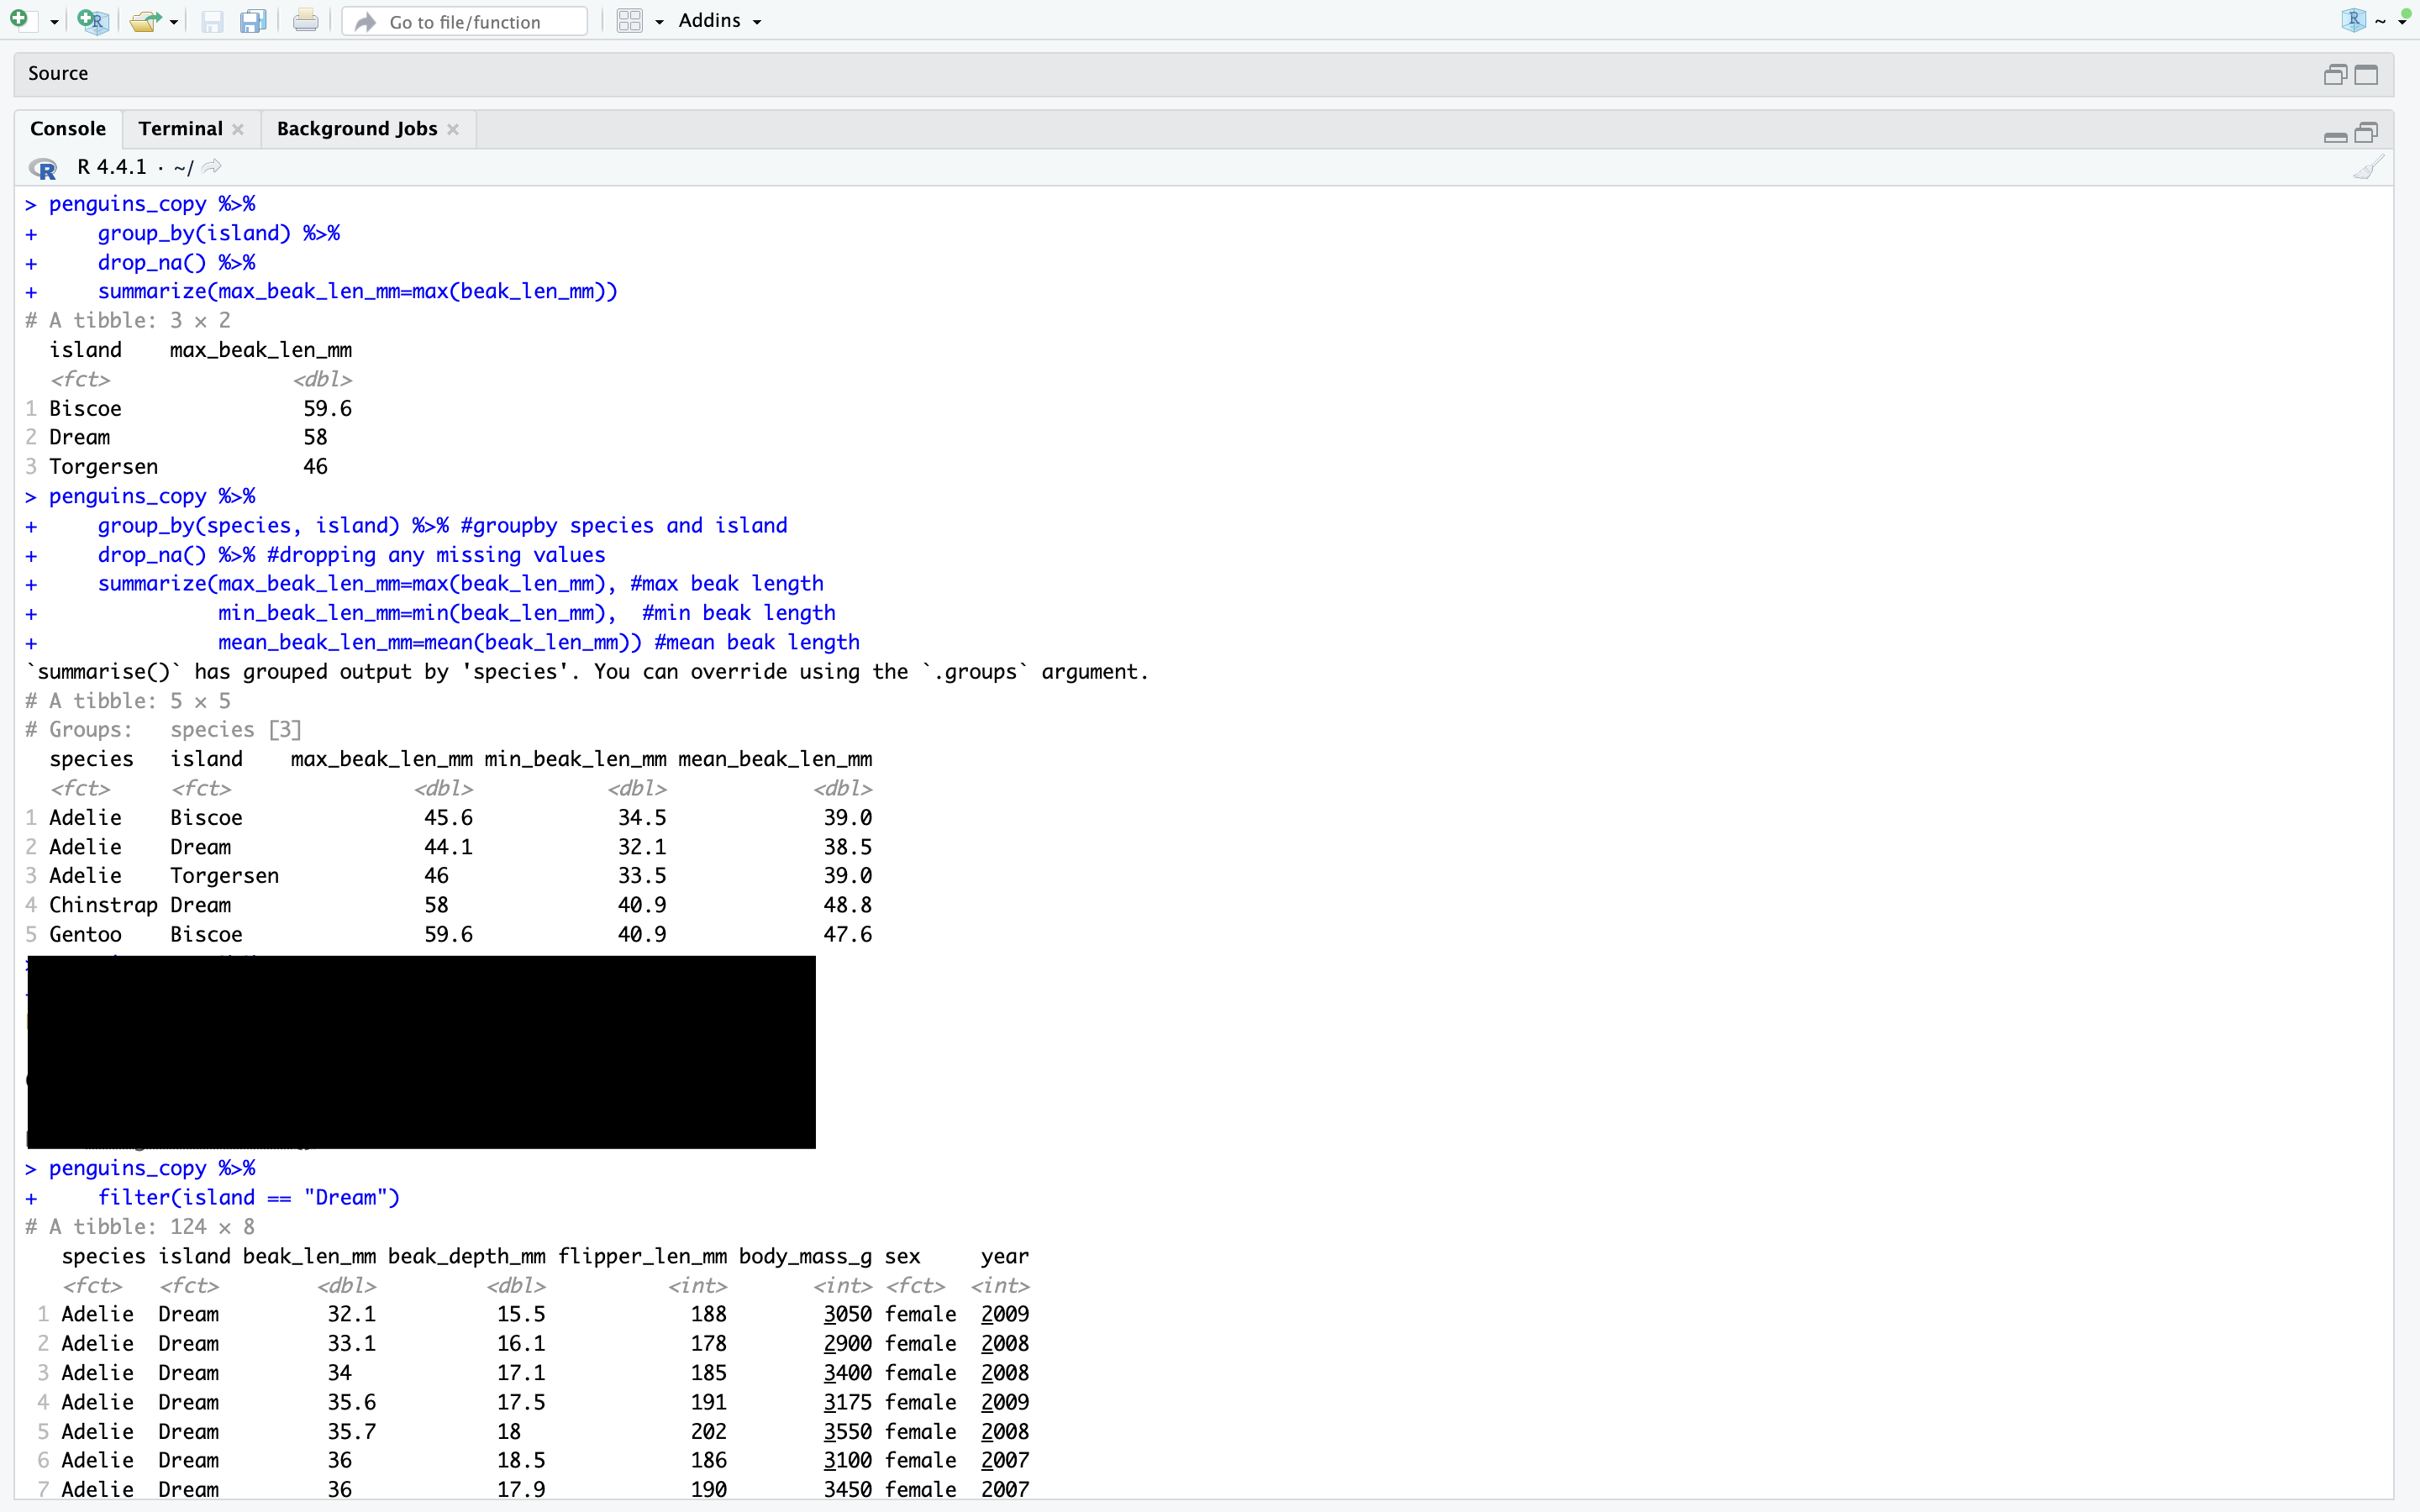 Go to file/function
Addins
R ~
Source
Console Terminal Background Jobs
R 4.4.1 · ~/
> penguins_copy %>%
+     group_by(island) %>%
+     drop_na() %>%
+     summarize(max_beak_len_mm=max(beak_len_mm))
# A tibble: 3 × 2
  island    max_beak_len_mm
  <fct>               <dbl>
1 Biscoe               59.6
2 Dream                58
3 Torgersen            46
> penguins_copy %>%
+     group_by(species, island) %>% #groupby species and island
+     drop_na() %>% #dropping any missing values
+     summarize(max_beak_len_mm=max(beak_len_mm), #max beak length
+               min_beak_len_mm=min(beak_len_mm),  #min beak length
+               mean_beak_len_mm=mean(beak_len_mm)) #mean beak length
`summarise()` has grouped output by 'species'. You can override using the `.groups` argument.
# A tibble: 5 × 5
# Groups:   species [3]
  species   island    max_beak_len_mm min_beak_len_mm mean_beak_len_mm
  <fct>     <fct>               <dbl>           <dbl>            <dbl>
1 Adelie    Biscoe               45.6            34.5             39.0
2 Adelie    Dream                44.1            32.1             38.5
3 Adelie    Torgersen            46              33.5             39.0
4 Chinstrap Dream                58              40.9             48.8
5 Gentoo    Biscoe               59.6            40.9             47.6
> penguins_copy %>%
+     filter(island == "Dream")
# A tibble: 124 × 8
   species island beak_len_mm beak_depth_mm flipper_len_mm body_mass_g sex    year
   <fct>   <fct>        <dbl>         <dbl>          <int>       <int> <fct>  <int>
 1 Adelie  Dream         32.1          15.5            188        3050 female  2009
 2 Adelie  Dream         33.1          16.1            178        2900 female  2008
 3 Adelie  Dream         34            17.1            185        3400 female  2008
 4 Adelie  Dream         35.6          17.5            191        3175 female  2009
 5 Adelie  Dream         35.7          18              202        3550 female  2008
 6 Adelie  Dream         36            18.5            186        3100 female  2007
 7 Adelie  Dream         36            17.9            190        3450 female  2007